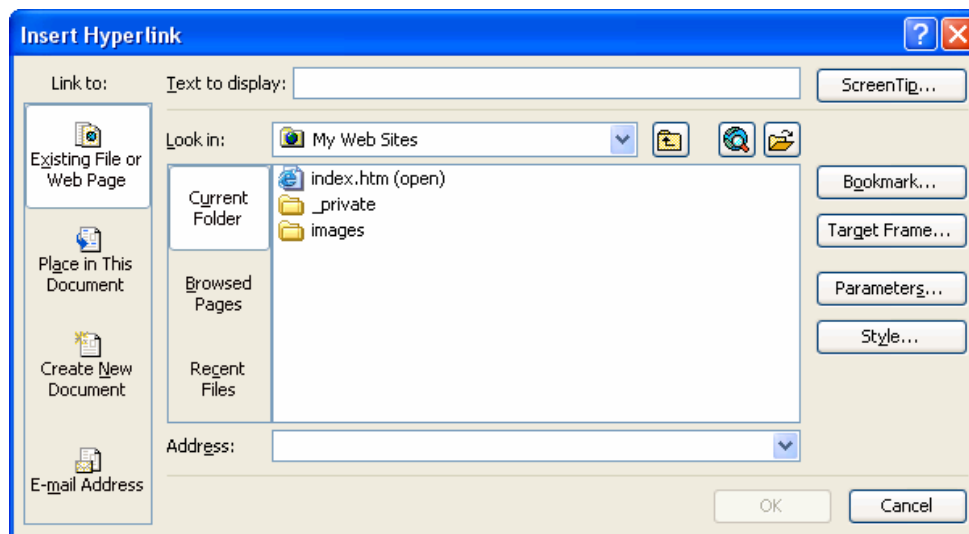 Insert Hyperlink
Link to:
Text to display:
ScreenTip...
Existing File or
Web Page
Look in:
My Web Sites
Current
Folder
index.htm (open)
_private
images
Bookmark...
Target Frame...
Place in This
Document
Browsed
Pages
Parameters...
Style...
Create New
Document
Recent
Files
Address:
E-mail Address
OK
Cancel